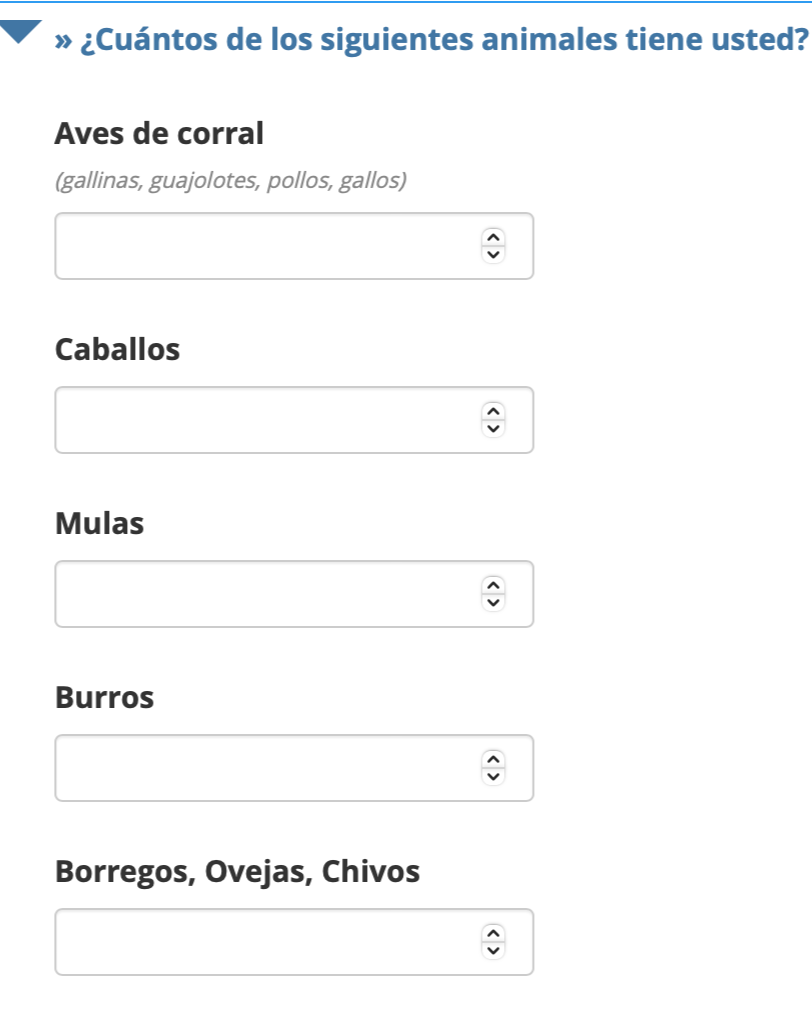 » ¿Cuántos de los siguientes animales tiene usted?
Aves de corral
(gallinas, guajolotes, pollos, gallos)
Caballos
Mulas
Burros
Borregos, Ovejas, Chivos